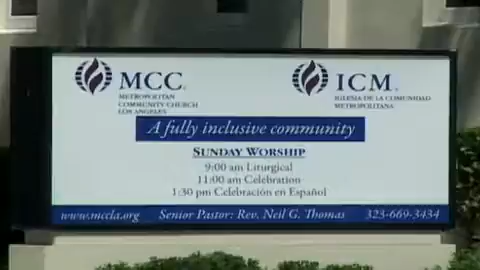 MCC
METROPOLITAN
COMMUNITY CHURCH
LOS ANGELES
ICM
IGLESIA DE LA COMUNIDAD
METROPOLITANA
A fully inclusive community
SUNDAY WORSHIP
9:00 am Liturgical
11:00 am Celebration
1:30 pm Celebración en Español
www.mccla.org Senior Pastor: Rev. Neil G. Thomas 323-669-3434